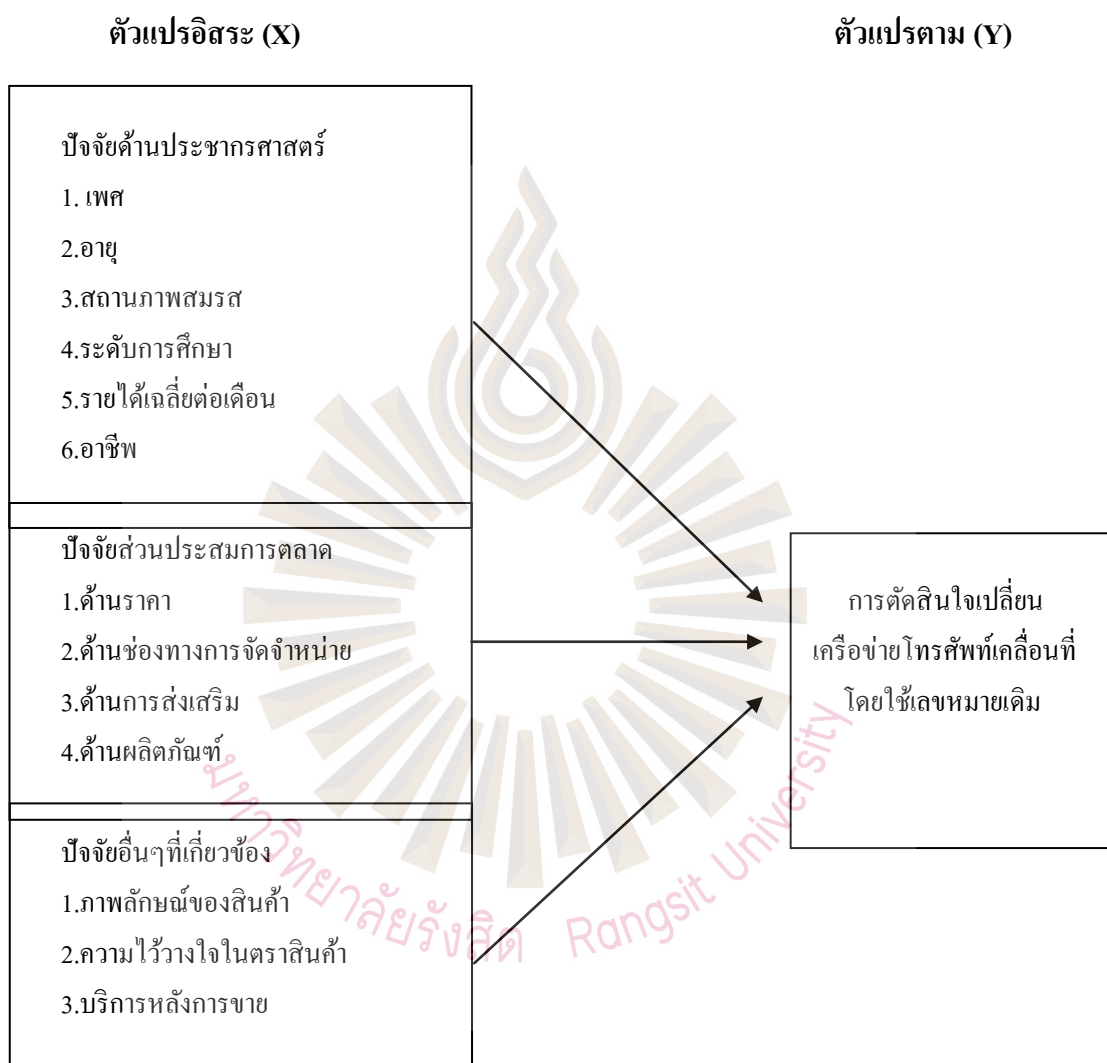 ตัวแปรอิสระ (X)
ตัวแปรตาม (Y)
ปัจจัยด้านประชากรศาสตร์
1. เพศ
2.อายุ
3.สถานภาพสมรส
4.ระดับการศึกษา
5.รายได้เฉลี่ยต่อเดือน
6.อาชีพ
ปัจจัยส่วนประสมการตลาด
1.ด้านราคา
2.ด้านช่องทางการจัดจำหน่าย
3.ด้านการส่งเสริม
4.ด้านผลิตภัณฑ์
ปัจจัยอื่นๆที่เกี่ยวข้อง
1.ภาพลักษณ์ของสินค้า
2.ความไว้วางใจในตราสินค้า
3.บริการหลังการขาย
การตัดสินใจเปลี่ยน
เครือข่ายโทรศัพท์เคลื่อนที่
โดยใช้เลขหมายเดิม
มหาวิทยาลัยรังสิต Rangsit University